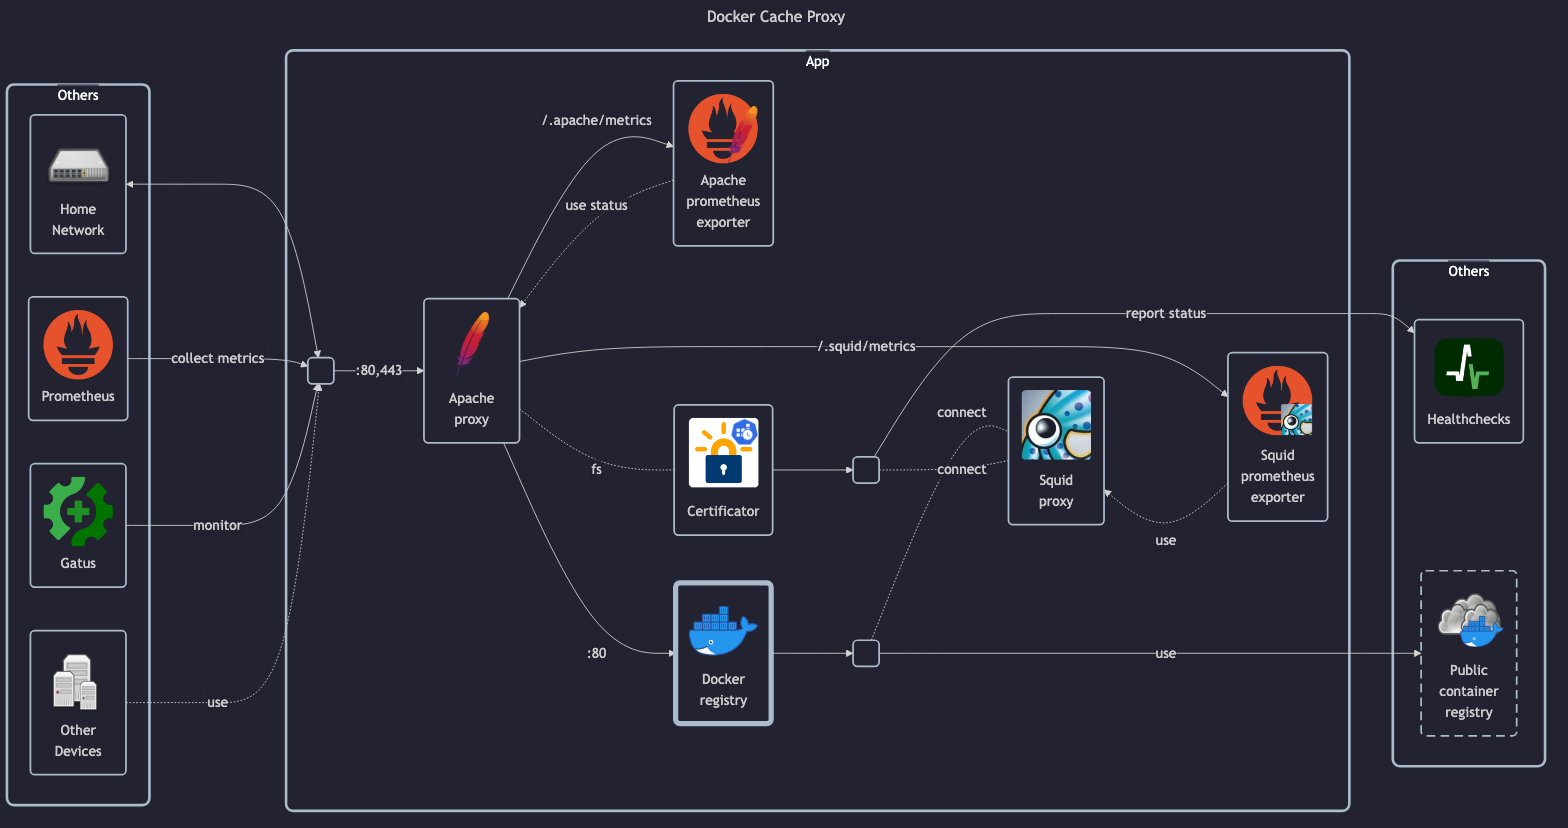 Docker Cache Proxy
Others
Home
Network
Prometheus
Gatus
Other
Devices
collect metrics
monitor
use
App
:80,443
Apache
proxy
/.apache/metrics
use status
Apache
prometheus
exporter
/.squid/metrics
fs
Certificator
:80
Docker
registry
report status
connect
connect
Squid
proxy
use
Squid
prometheus
exporter
use
Others
Healthchecks
Public
container
registry